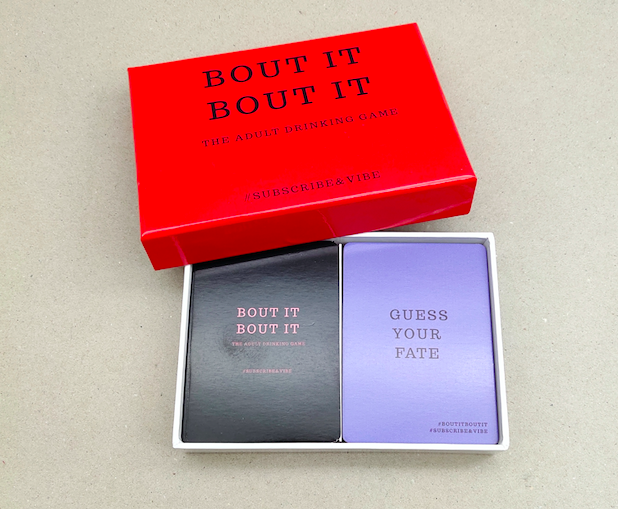 BOUT IT
BOUT IT
THE ADULT DRINKING GAME
#SUBSCRIBE&VIBE
BOUT IT
BOUT IT
THE ADULT DRINKING GAME
#SUBSCRIBE&VIBE
GUESS
YOUR
FATE
#BOUTITBOUTIT
#SUBSCRIBE&VIBE